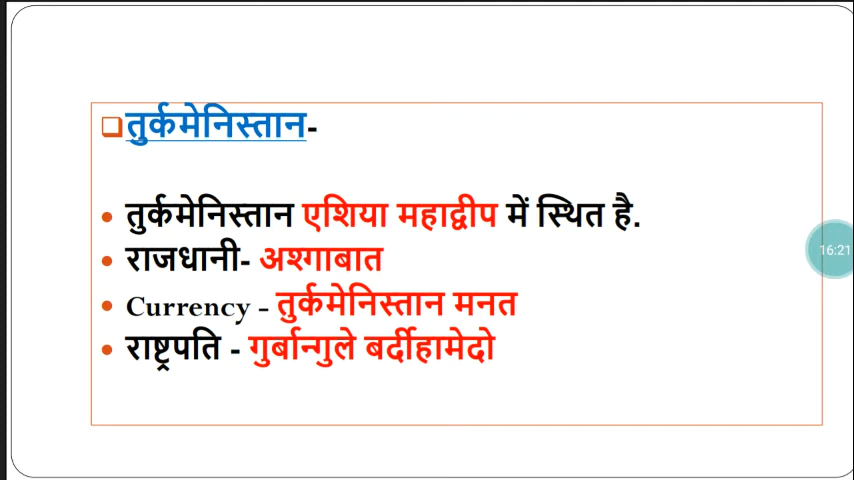 तुर्कमेनिस्तान-
तुर्कमेनिस्तान एशिया महाद्वीप में स्थित है.
राजधानी- अश्गाबात
Currency - तुर्कमेनिस्तान मनत
राष्ट्रपति - गुर्बान्गुले बर्दीहामेदो
16:21